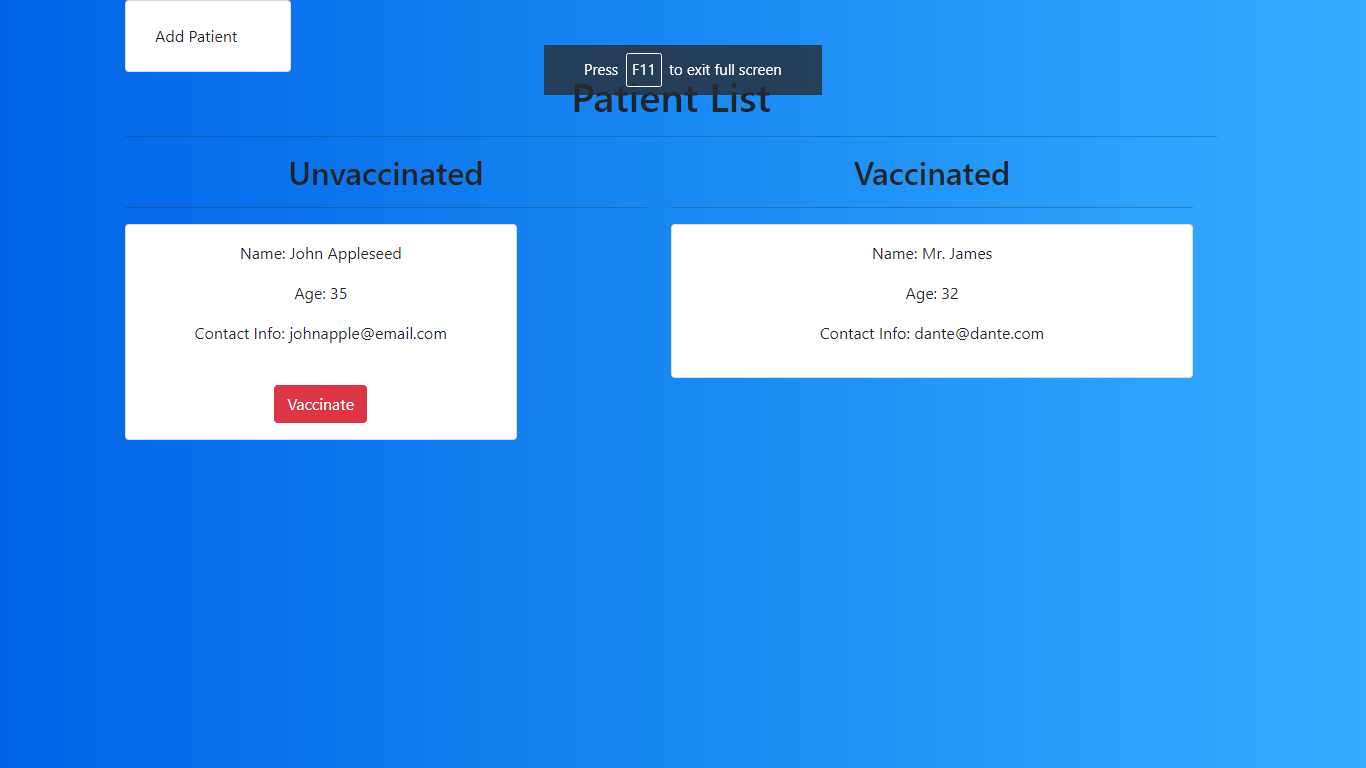 Add Patient
Press F11 to exit full screen
Patient List
Unvaccinated
Vaccinated
Name: John Appleseed
Age: 35
Contact Info: johnapple@email.com
Vaccinate
Name: Mr. James
Age: 32
Contact Info: dante@dante.com